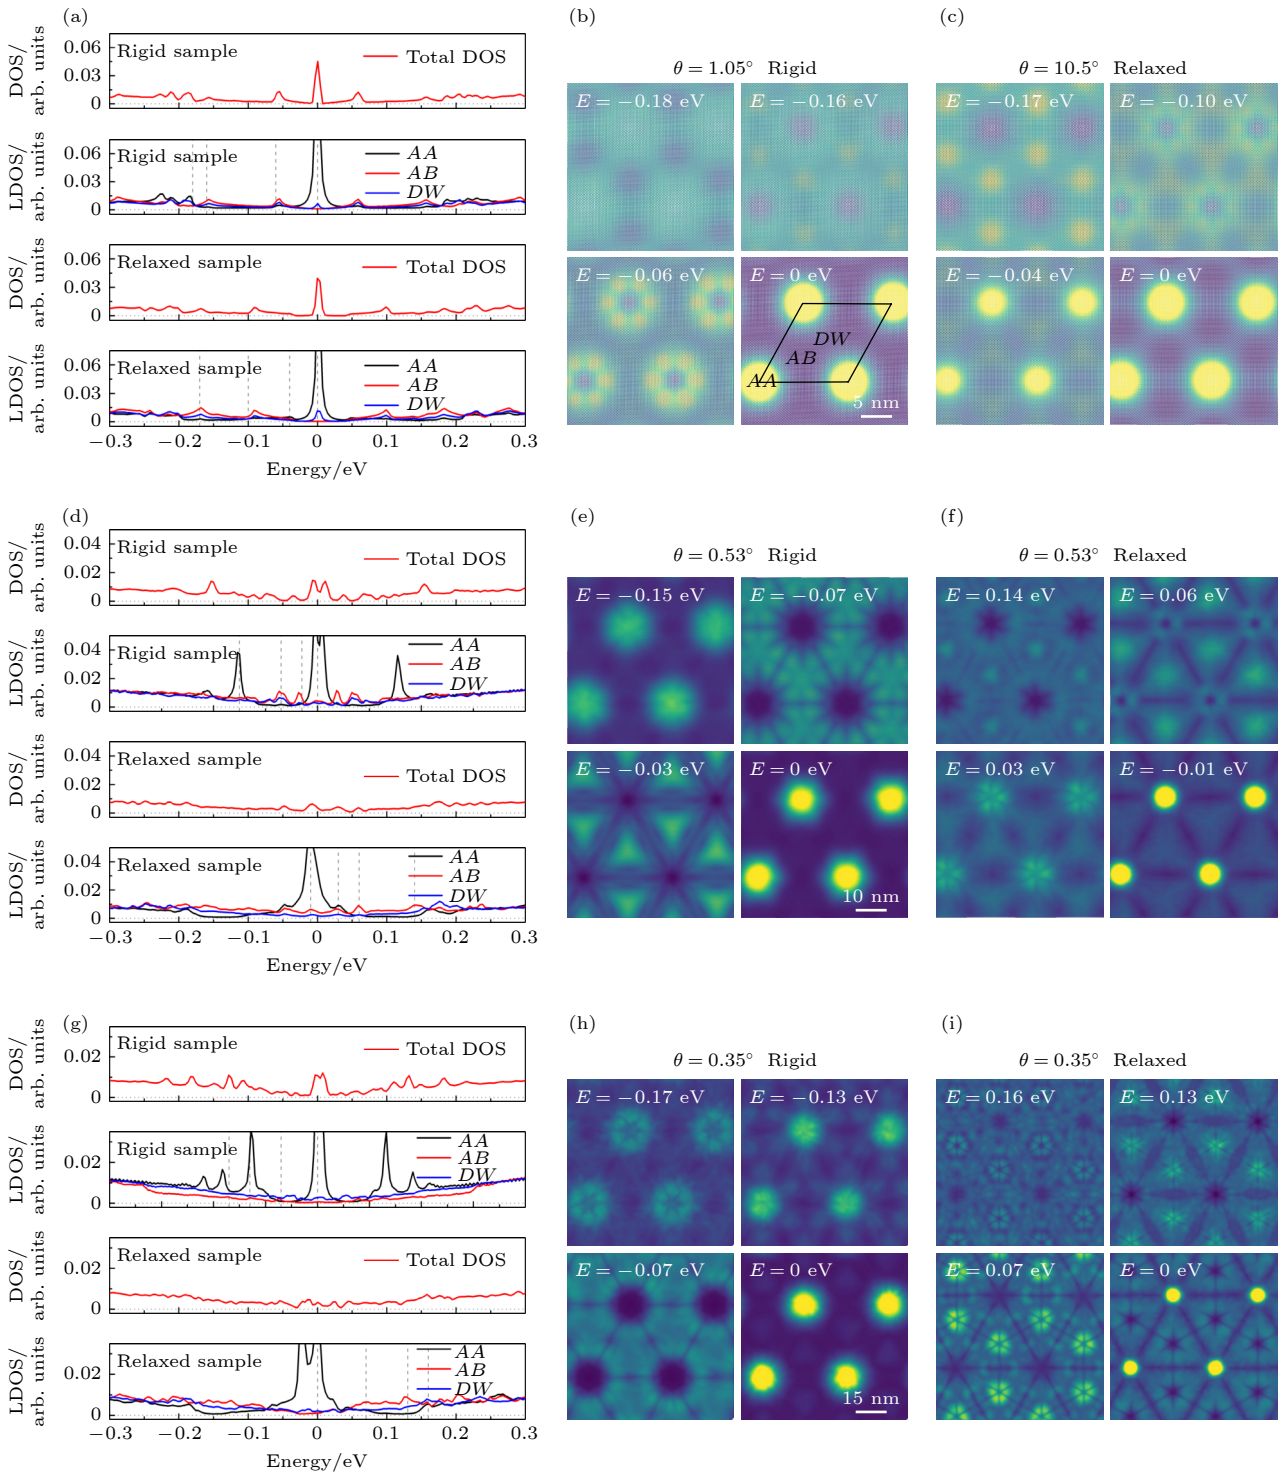 (a)
DOS/
arb. units
0.06
0.03
0
Rigid sample
Total DOS
LDOS/
arb. units
0.06
0.03
0
Rigid sample
AA
AB
DW
DOS/
arb. units
0.06
0.03
0
Relaxed sample
Total DOS
LDOS/
arb. units
0.06
0.03
0
Relaxed sample
AA
AB
DW
−0.3 −0.2 −0.1 0 0.1 0.2 0.3
Energy/eV
(b)
θ = 1.05° Rigid
E = −0.18 eV
E = −0.16 eV
E = −0.06 eV
E = 0 eV
DW
AB
AA
5 nm
(c)
θ = 10.5° Relaxed
E = −0.17 eV
E = −0.10 eV
E = −0.04 eV
E = 0 eV
(d)
DOS/
arb. units
0.04
0.02
0
Rigid sample
Total DOS
LDOS/
arb. units
0.04
0.02
0
Rigid sample
AA
AB
DW
DOS/
arb. units
0.04
0.02
0
Relaxed sample
Total DOS
LDOS/
arb. units
0.04
0.02
0
Relaxed sample
AA
AB
DW
−0.3 −0.2 −0.1 0 0.1 0.2 0.3
Energy/eV
(e)
θ = 0.53° Rigid
E = −0.15 eV
E = −0.07 eV
E = −0.03 eV
E = 0 eV
10 nm
(f)
θ = 0.53° Relaxed
E = 0.14 eV
E = 0.06 eV
E = 0.03 eV
E = −0.01 eV
(g)
DOS/
arb. units
0.02
0
Rigid sample
Total DOS
LDOS/
arb. units
0.02
0
Rigid sample
AA
AB
DW
DOS/
arb. units
0.02
0
Relaxed sample
Total DOS
LDOS/
arb. units
0.02
0
Relaxed sample
AA
AB
DW
−0.3 −0.2 −0.1 0 0.1 0.2 0.3
Energy/eV
(h)
θ = 0.35° Rigid
E = −0.17 eV
E = −0.13 eV
E = −0.07 eV
E = 0 eV
15 nm
(i)
θ = 0.35° Relaxed
E = 0.16 eV
E = 0.13 eV
E = 0.07 eV
E = 0 eV